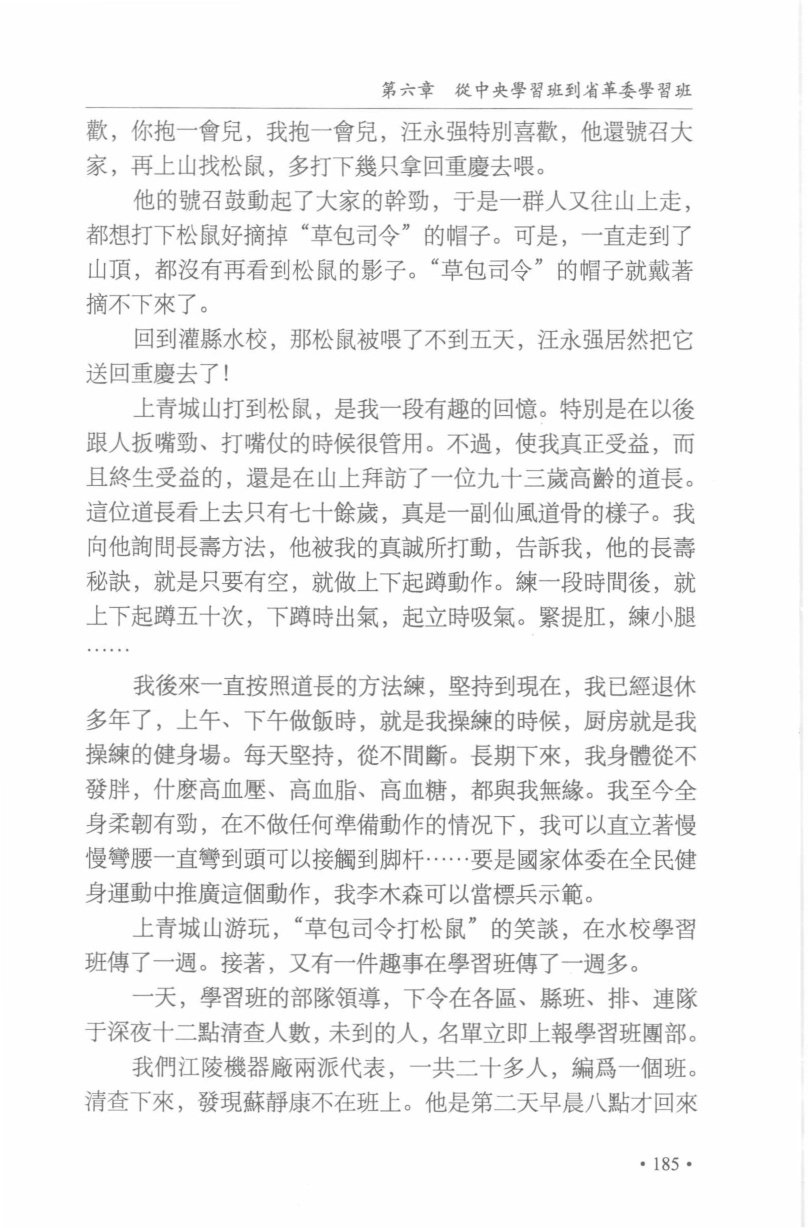 第六章　從中央學習班到省革委學習班
歡，你抱一會兒，我抱一會兒，汪永强特別喜歡，他還號召大
家，再上山找松鼠，多打下幾只拿回重慶去喂。
他的號召鼓動起了大家的幹勁，于是一群人又往山上走，
都想打下松鼠好摘掉“草包司令”的帽子。可是，一直走到了
山頂，都沒有再看到松鼠的影子。“草包司令”的帽子就戴著
摘不下來了。
回到灌縣水校，那松鼠被喂了不到五天，汪永强居然把它
送回重慶去了！
上青城山打到松鼠，是我一段有趣的回憶。特別是在以後
跟人扳嘴勁、打嘴仗的時候很管用。不過，使我真正受益，而
且終生受益的，還是在山上拜訪了一位九十三歲高齡的道長。
這位道長看上去只有七十餘歲，真是一副仙風道骨的樣子。我
向他詢問長壽方法，他被我的真誠所打動，告訴我，他的長壽
秘訣，就是只要有空，就做上下起蹲動作。練一段時間後，就
上下起蹲五十次，下蹲時出氣，起立時吸氣。緊提肛，練小腿
……
我後來一直按照道長的方法練，堅持到現在，我已經退休
多年了，上午、下午做飯時，就是我操練的時候，厨房就是我
操練的健身場。每天堅持，從不間斷。長期下來，我身體從不
發胖，什麽高血壓、高血脂、高血糖，都與我無緣。我至今全
身柔韌有勁，在不做任何準備動作的情况下，我可以直立著慢
慢彎腰一直彎到頭可以接觸到脚杆……要是國家体委在全民健
身運動中推廣這個動作，我李木森可以當標兵示範。
上青城山游玩，“草包司令打松鼠”的笑談，在水校學習
班傳了一週。接著，又有一件趣事在學習班傳了一週多。
一天，學習班的部隊領導，下令在各區、縣班、排、連隊
于深夜十二點清查人數，未到的人，名單立即上報學習班團部。
我們江陵機器廠兩派代表，一共二十多人，編爲一個班。
清查下來，發現蘇靜康不在班上。他是第二天早晨八點才回來
• 185 •